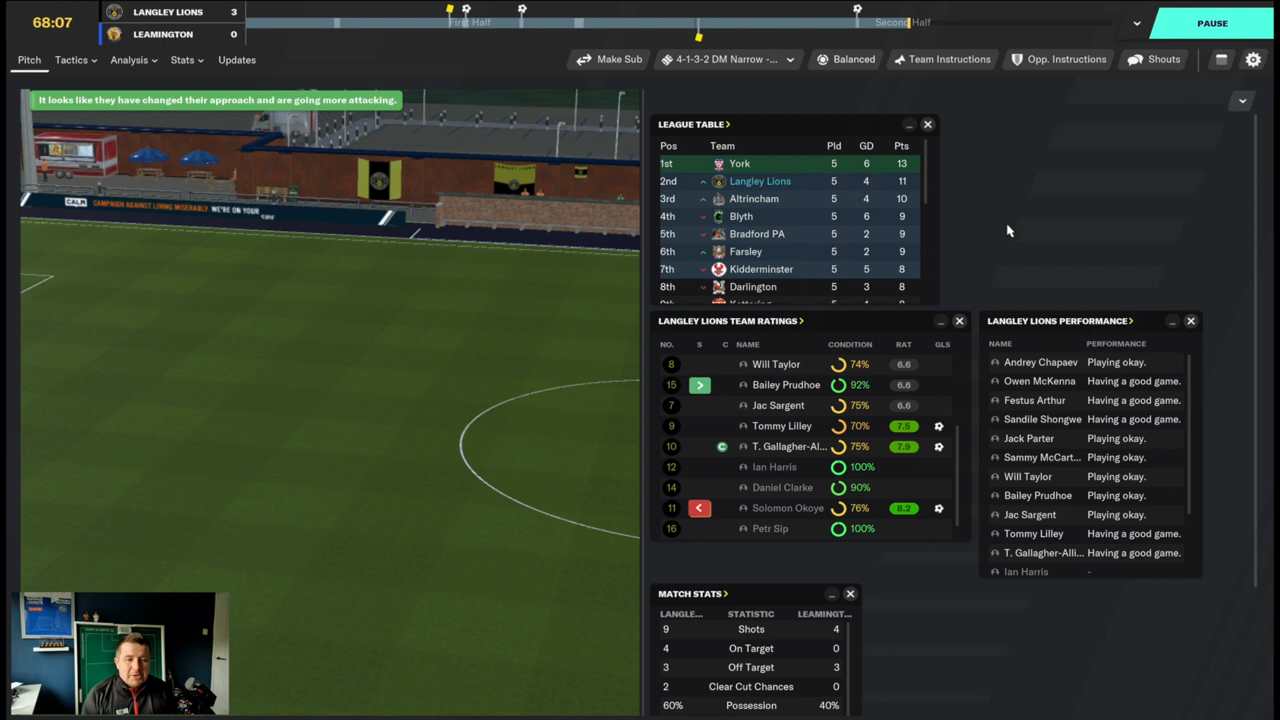 68:07
LANGLEY LIONS 3
LEAMINGTON 0
First Half
Second Half
PAUSE
Pitch Tactics Analysis Stats Updates
Make Sub 4-1-3-2 DM Narrow -... Balanced Team Instructions Opp. Instructions Shouts
It looks like they have changed their approach and are going more attacking.
CALM CAMPAIGN AGAINST LIVING MISERABLY. WE'RE ON YOUR SIDE
LEAGUE TABLE
Pos Team Pld GD Pts
1st York 5 6 13
2nd Langley Lions 5 4 11
3rd Altrincham 5 4 10
4th Blyth 5 6 9
5th Bradford PA 5 2 9
6th Farsley 5 2 9
7th Kidderminster 5 5 8
8th Darlington 5 3 8
LANGLEY LIONS TEAM RATINGS
NO. S C NAME CONDITION RAT GLS
8 Will Taylor 74% 6.6
15 Bailey Prudhoe 92% 6.6
7 Jac Sargent 75% 6.6
9 Tommy Lilley 70% 7.5
10 C T. Gallagher-Al... 75% 7.9
12 Ian Harris 100%
14 Daniel Clarke 90%
11 Solomon Okoye 76% 8.2
16 Petr Sip 100%
LANGLEY LIONS PERFORMANCE
NAME PERFORMANCE
Andrey Chapaev Playing okay.
Owen McKenna Having a good game.
Festus Arthur Having a good game.
Sandile Shongwe Having a good game.
Jack Parter Playing okay.
Sammy McCart... Playing okay.
Will Taylor Playing okay.
Bailey Prudhoe Playing okay.
Jac Sargent Playing okay.
Tommy Lilley Having a good game.
T. Gallagher-Alli... Having a good game.
Ian Harris -
MATCH STATS
LANGLE... STATISTIC LEAMINGT...
9 Shots 4
4 On Target 0
3 Off Target 3
2 Clear Cut Chances 0
60% Possession 40%